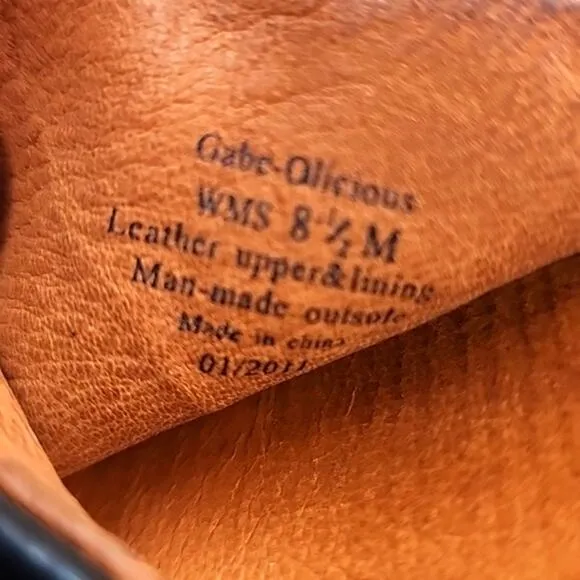 Gabe-Olicious
WMS 8 ½ M
Leather upper&lining
Man-made outsole
Made in china
01/2011